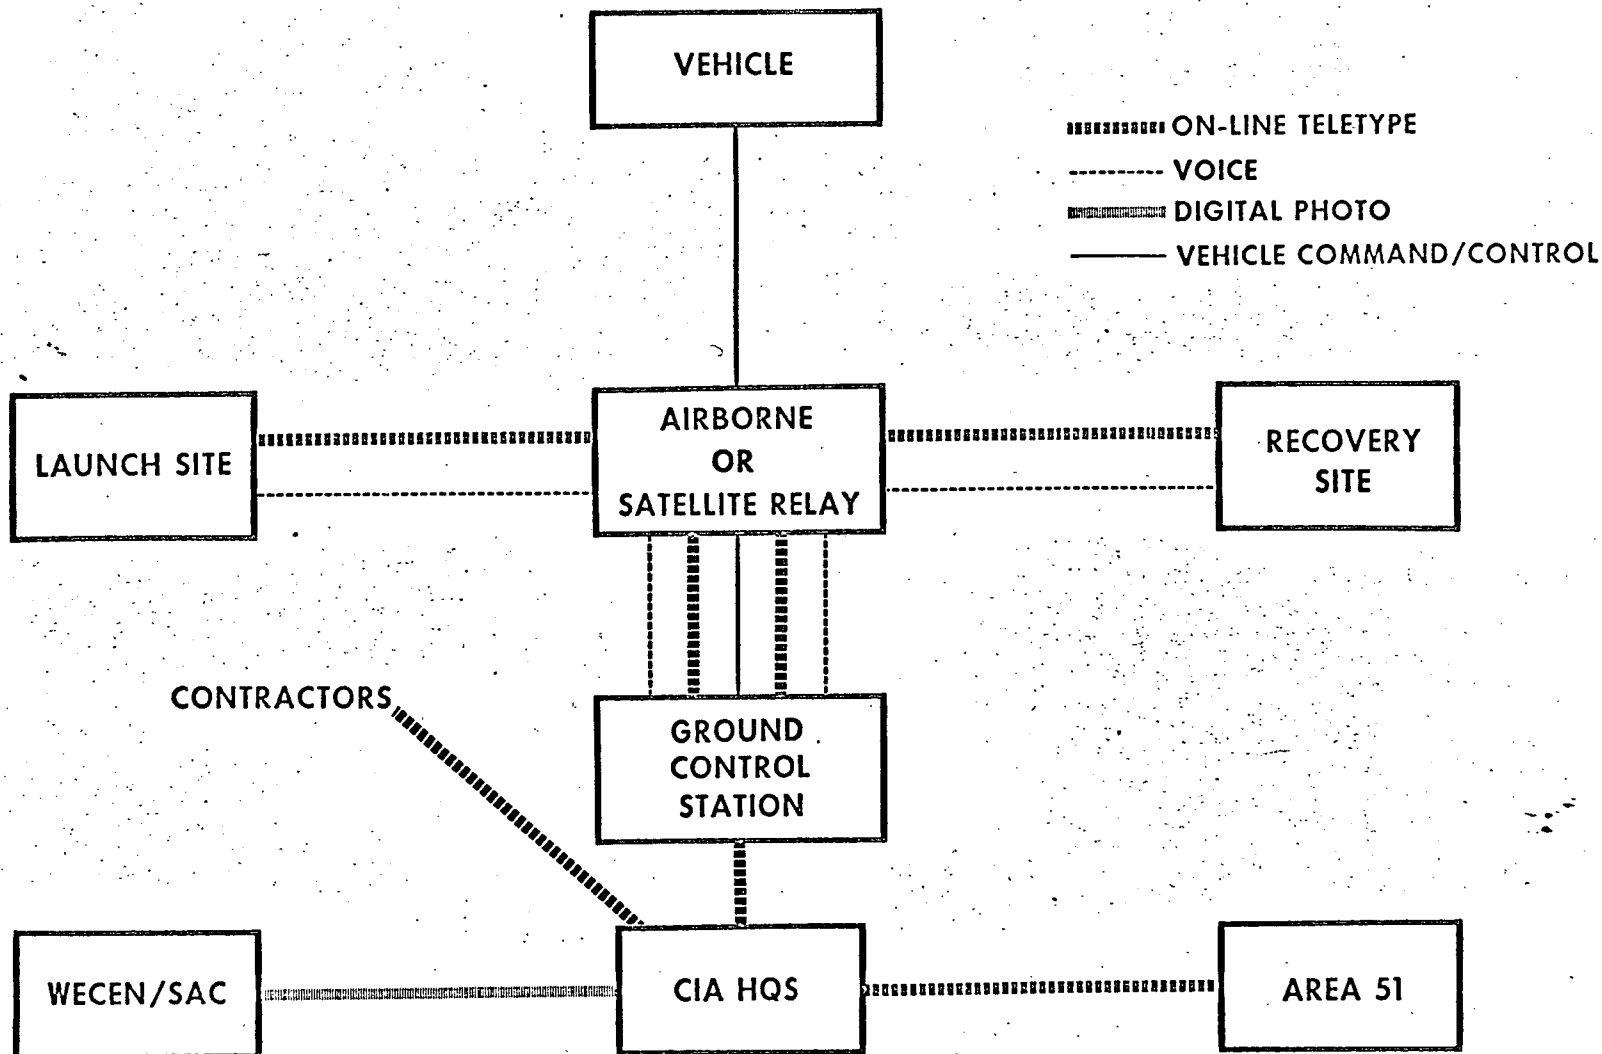 VEHICLE
ON-LINE TELETYPE
VOICE
DIGITAL PHOTO
VEHICLE COMMAND/CONTROL
LAUNCH SITE
AIRBORNE
OR
SATELLITE RELAY
RECOVERY
SITE
CONTRACTORS
GROUND
CONTROL
STATION
WECEN/SAC
CIA HQS
AREA 51